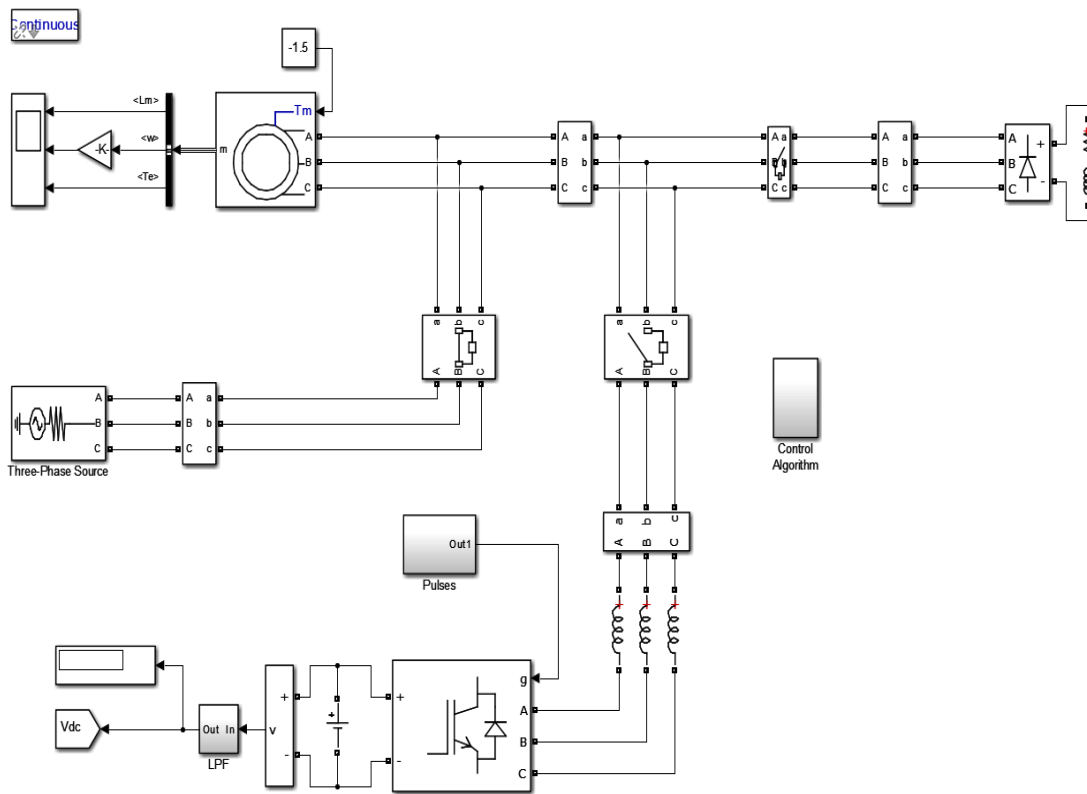 Continuous
-1.5
<Lm>
<w>
<Te>
-K-
m
Tm
A
B
C
A a
B b
C c
A a
B b
C c
A a
B b
C c
A
B
C
+
-
a b c
A B C
a b c
A B C
A
B
C
Three-Phase Source
A a
B b
C c
Control
Algorithm
a b c
A B C
Out1
Pulses
g
A
B
C
+
-
+
+
-
v
Out In
LPF
Vdc